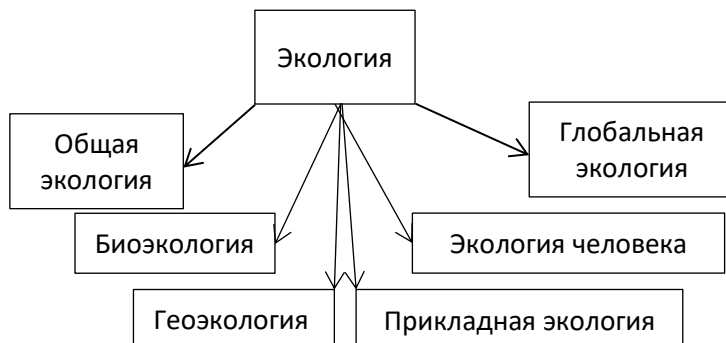 Экология
Общая
экология
Глобальная
экология
Биоэкология
Экология человека
Геоэкология
Прикладная экология